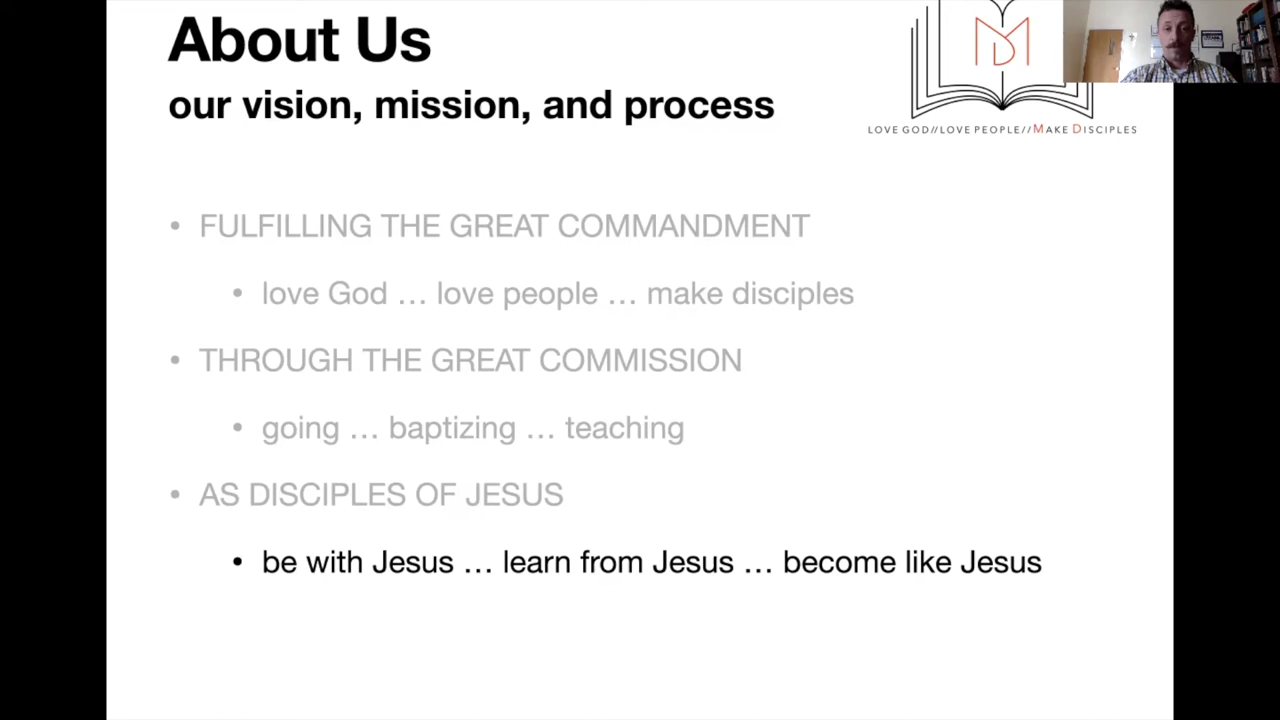 About Us
our vision, mission, and process
MD
LOVE GOD//LOVE PEOPLE//MAKE DISCIPLES
• FULFILLING THE GREAT COMMANDMENT
• love God … love people … make disciples
• THROUGH THE GREAT COMMISSION
• going … baptizing … teaching
• AS DISCIPLES OF JESUS
• be with Jesus … learn from Jesus … become like Jesus